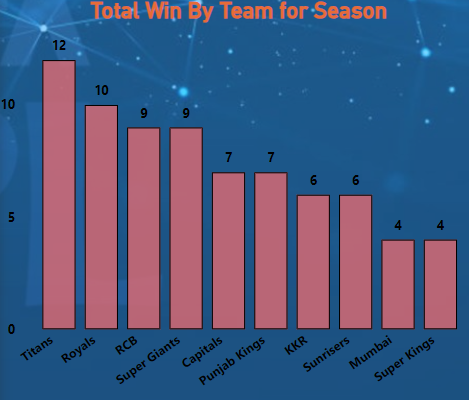 Total Win By Team for Season
12
10
10
9
9
7
7
6
6
5
4
4
0
Titans
Royals
RCB
Super Giants
Capitals
Punjab Kings
KKR
Sunrisers
Mumbai
Super Kings